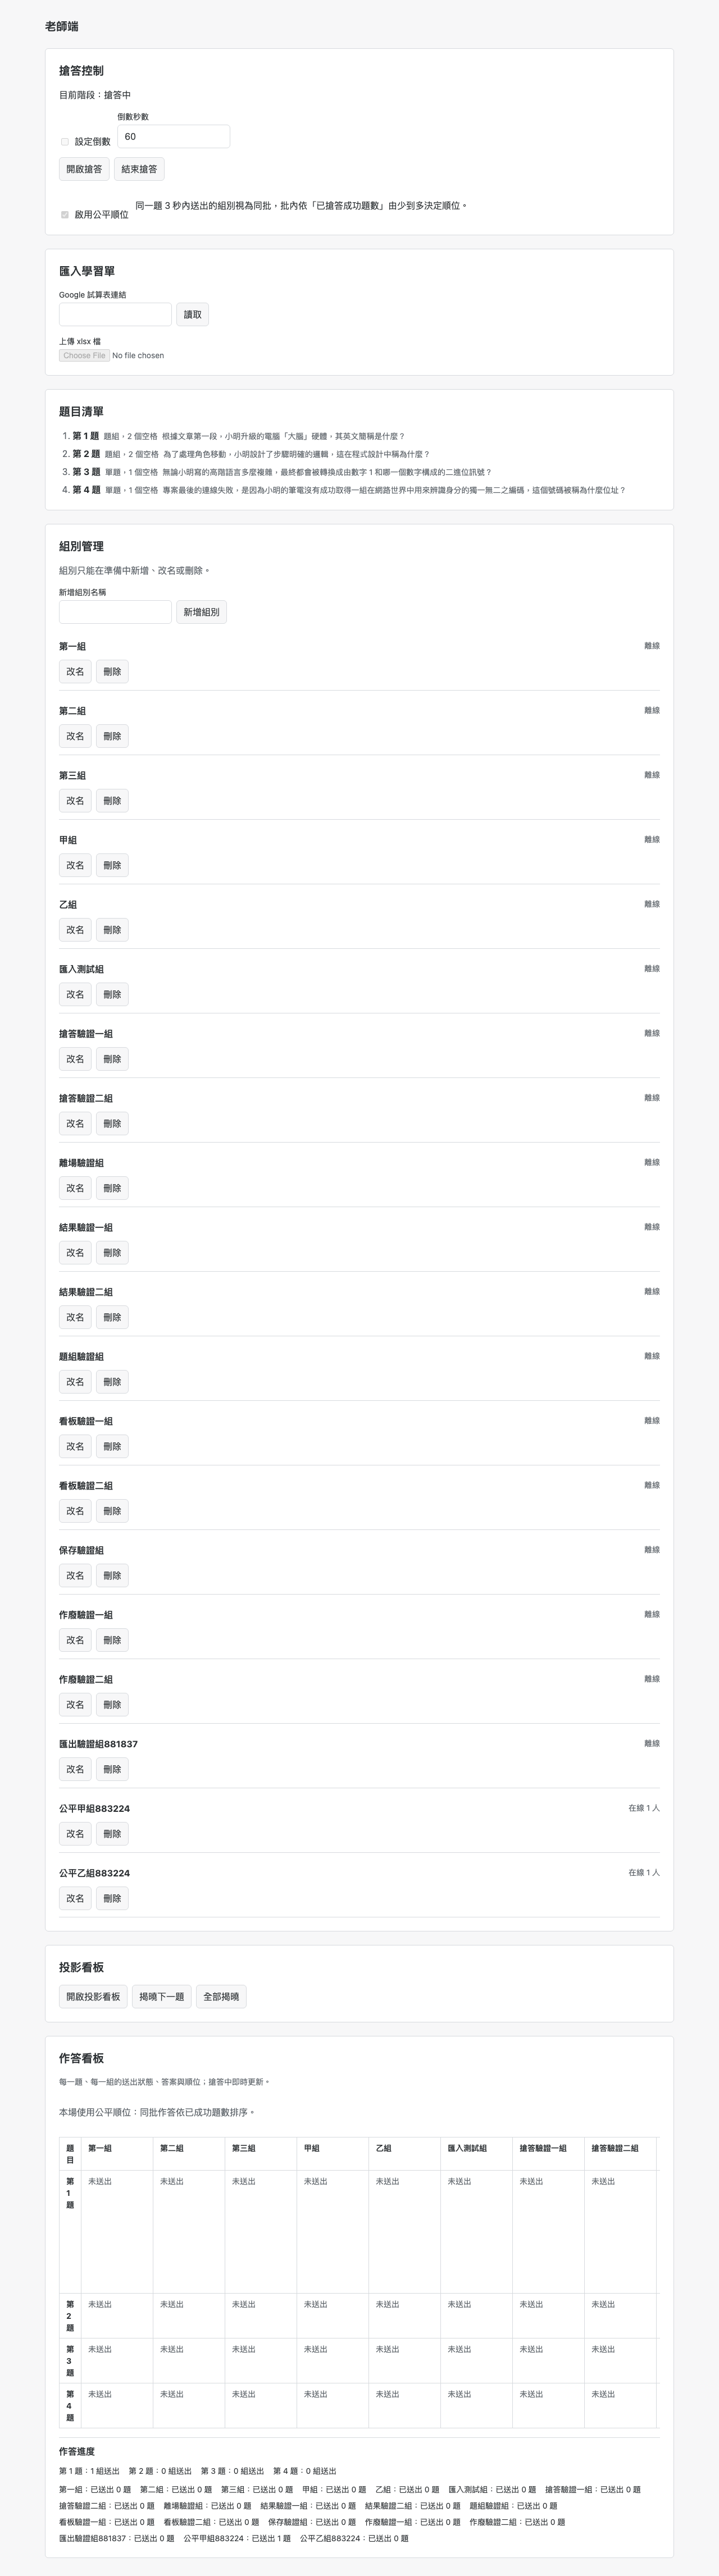 老師端
搶答控制
目前階段：搶答中
倒數秒數
設定倒數
60
開啟搶答
結束搶答
啟用公平順位
同一題 3 秒內送出的組別視為同批，批內依「已搶答成功題數」由少到多決定順位。
匯入學習單
Google 試算表連結
讀取
上傳 xlsx 檔
Choose File No file chosen
題目清單
1. 第 1 題 題組，2 個空格 根據文章第一段，小明升級的電腦「大腦」硬體，其英文簡稱是什麼？
2. 第 2 題 題組，2 個空格 為了處理角色移動，小明設計了步驟明確的邏輯，這在程式設計中稱為什麼？
3. 第 3 題 單題，1 個空格 無論小明寫的高階語言多麼複雜，最終都會被轉換成由數字 1 和哪一個數字構成的二進位訊號？
4. 第 4 題 單題，1 個空格 專案最後的連線失敗，是因為小明的筆電沒有成功取得一組在網路世界中用來辨識身分的獨一無二之編碼，這個號碼被稱為什麼位址？
組別管理
組別只能在準備中新增、改名或刪除。
新增組別名稱
新增組別
第一組 離線
改名 刪除
第二組 離線
改名 刪除
第三組 離線
改名 刪除
甲組 離線
改名 刪除
乙組 離線
改名 刪除
匯入測試組 離線
改名 刪除
搶答驗證一組 離線
改名 刪除
搶答驗證二組 離線
改名 刪除
離場驗證組 離線
改名 刪除
結果驗證一組 離線
改名 刪除
結果驗證二組 離線
改名 刪除
題組驗證組 離線
改名 刪除
看板驗證一組 離線
改名 刪除
看板驗證二組 離線
改名 刪除
保存驗證組 離線
改名 刪除
作廢驗證一組 離線
改名 刪除
作廢驗證二組 離線
改名 刪除
匯出驗證組881837 離線
改名 刪除
公平甲組883224 在線 1 人
改名 刪除
公平乙組883224 在線 1 人
改名 刪除
投影看板
開啟投影看板 揭曉下一題 全部揭曉
作答看板
每一題、每一組的送出狀態、答案與順位；搶答中即時更新。
本場使用公平順位：同批作答依已成功題數排序。
題目 第一組 第二組 第三組 甲組 乙組 匯入測試組 搶答驗證一組 搶答驗證二組
第 1 題 未送出 未送出 未送出 未送出 未送出 未送出 未送出 未送出
第 2 題 未送出 未送出 未送出 未送出 未送出 未送出 未送出 未送出
第 3 題 未送出 未送出 未送出 未送出 未送出 未送出 未送出 未送出
第 4 題 未送出 未送出 未送出 未送出 未送出 未送出 未送出 未送出
作答進度
第 1 題：1 組送出 第 2 題：0 組送出 第 3 題：0 組送出 第 4 題：0 組送出
第一組：已送出 0 題 第二組：已送出 0 題 第三組：已送出 0 題 甲組：已送出 0 題 乙組：已送出 0 題 匯入測試組：已送出 0 題 搶答驗證一組：已送出 0 題
搶答驗證二組：已送出 0 題 離場驗證組：已送出 0 題 結果驗證一組：已送出 0 題 結果驗證二組：已送出 0 題 題組驗證組：已送出 0 題
看板驗證一組：已送出 0 題 看板驗證二組：已送出 0 題 保存驗證組：已送出 0 題 作廢驗證一組：已送出 0 題 作廢驗證二組：已送出 0 題
匯出驗證組881837：已送出 0 題 公平甲組883224：已送出 1 題 公平乙組883224：已送出 0 題